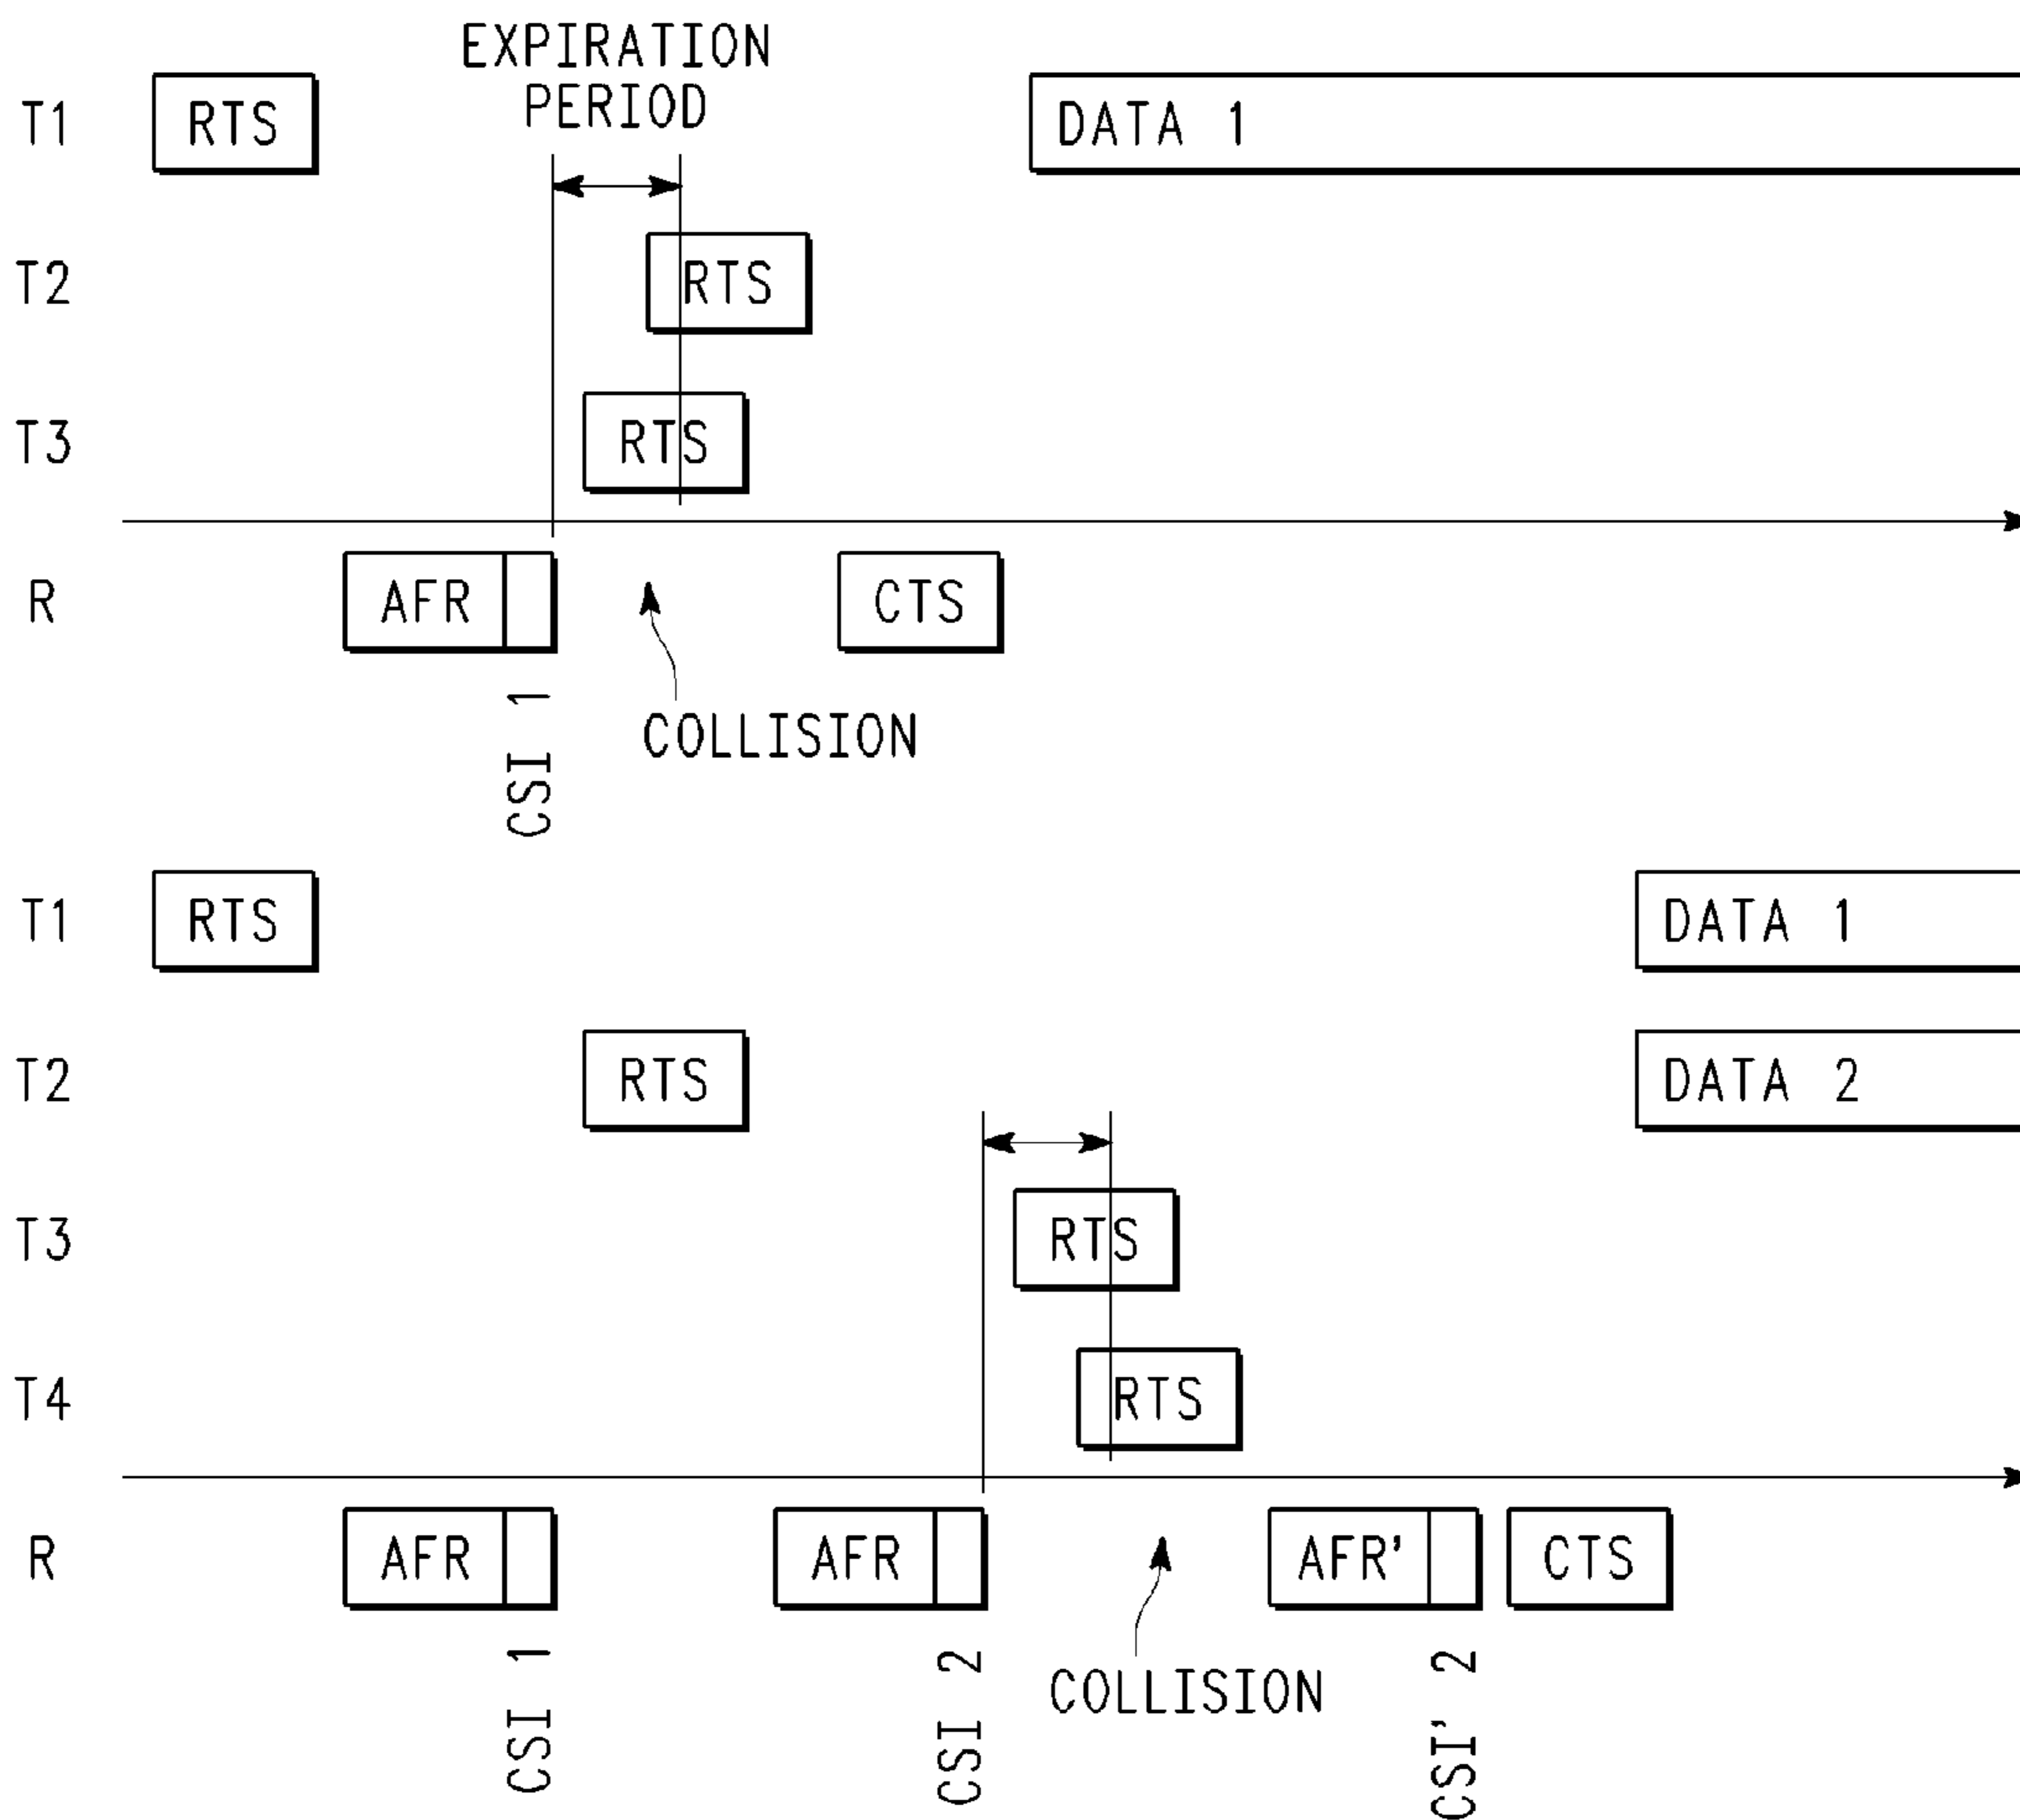 EXPIRATION
PERIOD
T1 RTS DATA 1
T2 RTS
T3 RTS
R AFR CTS
CSI 1
COLLISION
T1 RTS DATA 1
T2 RTS DATA 2
T3 RTS
T4 RTS
R AFR AFR AFR' CTS
CSI 1
CSI 2
COLLISION
CSI' 2